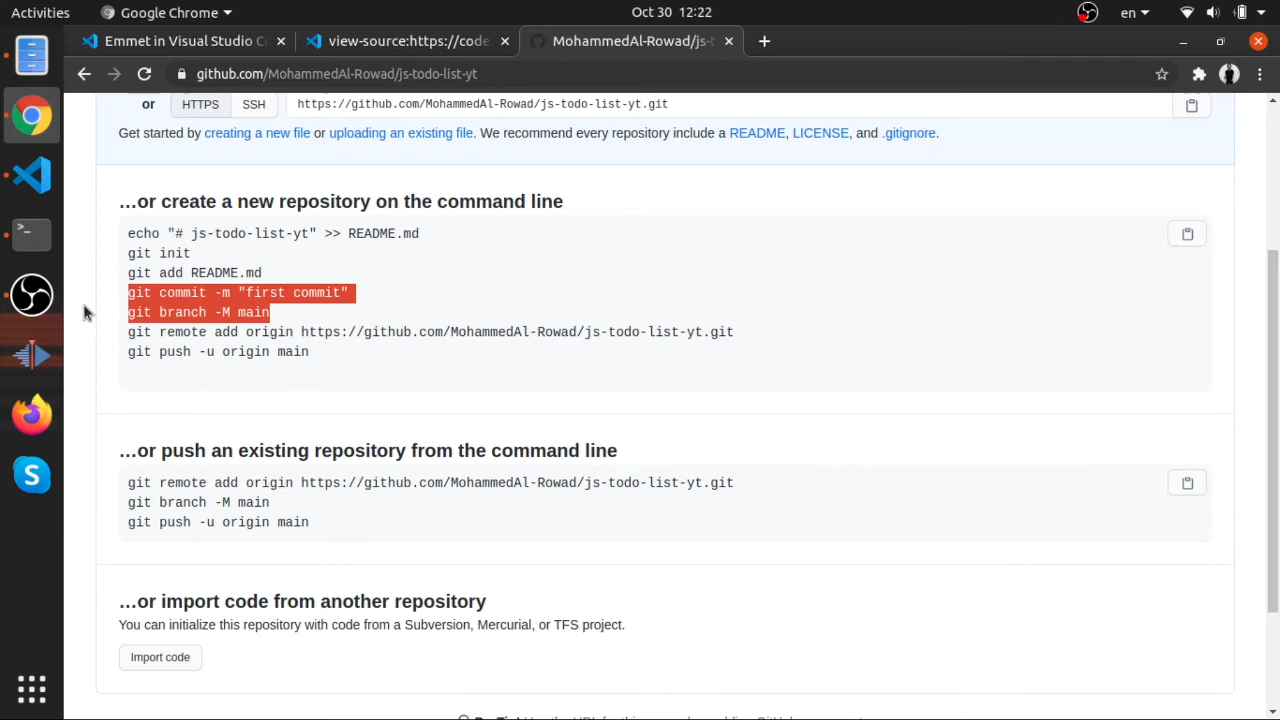 Activities
Google Chrome
Oct 30 12:22
en
Emmet in Visual Studio C
view-source:https://code
MohammedAl-Rowad/js-t
github.com/MohammedAl-Rowad/js-todo-list-yt
or
HTTPS
SSH
https://github.com/MohammedAl-Rowad/js-todo-list-yt.git
Get started by creating a new file or uploading an existing file. We recommend every repository include a README, LICENSE, and .gitignore.
…or create a new repository on the command line
echo "# js-todo-list-yt" >> README.md
git init
git add README.md
git commit -m "first commit"
git branch -M main
git remote add origin https://github.com/MohammedAl-Rowad/js-todo-list-yt.git
git push -u origin main
…or push an existing repository from the command line
git remote add origin https://github.com/MohammedAl-Rowad/js-todo-list-yt.git
git branch -M main
git push -u origin main
…or import code from another repository
You can initialize this repository with code from a Subversion, Mercurial, or TFS project.
Import code